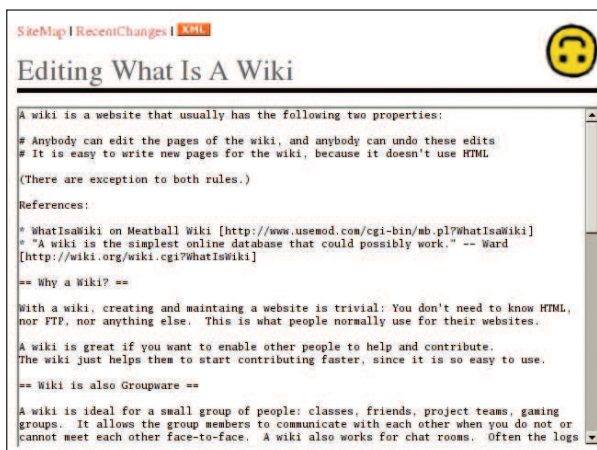 SiteMap | RecentChanges | XML
Editing What Is A Wiki
A wiki is a website that usually has the following two properties:
# Anybody can edit the pages of the wiki, and anybody can undo these edits
# It is easy to write new pages for the wiki, because it doesn't use HTML
(There are exception to both rules.)
References:
* WhatIsaWiki on Meatball Wiki [http://www.usemod.com/cgi-bin/mb.pl?WhatIsaWiki]
* "A wiki is the simplest online database that could possibly work." -- Ward
[http://wiki.org/wiki.cgi?WhatIsWiki]
== Why a Wiki? ==
With a wiki, creating and maintaing a website is trivial: You don't need to know HTML,
nor FTP, nor anything else.  This is what people normally use for their websites.
A wiki is great if you want to enable other people to help and contribute.
The wiki just helps them to start contributing faster, since it is so easy to use.
== Wiki is also Groupware ==
A wiki is ideal for a small group of people: classes, friends, project teams, gaming
groups.  It allows the group members to communicate with each other when you do not or
cannot meet each other face-to-face.  A wiki also works for chat rooms.  Often the logs